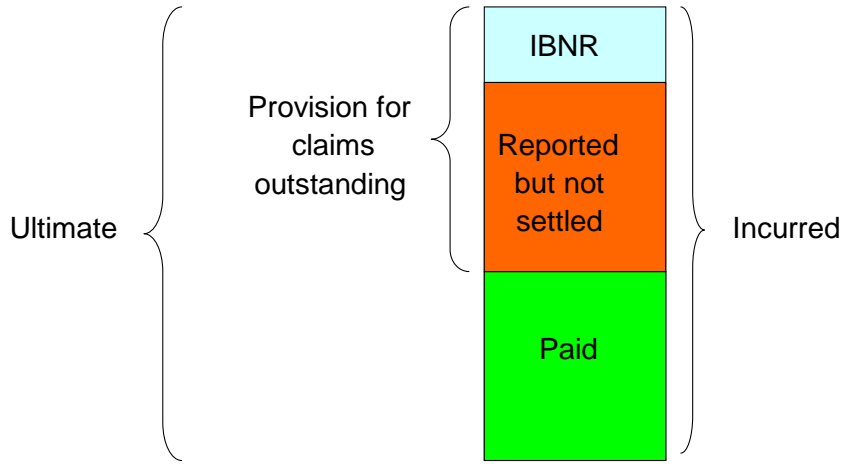 IBNR
Provision for
claims
outstanding
Reported
but not
settled
Ultimate
Incurred
Paid